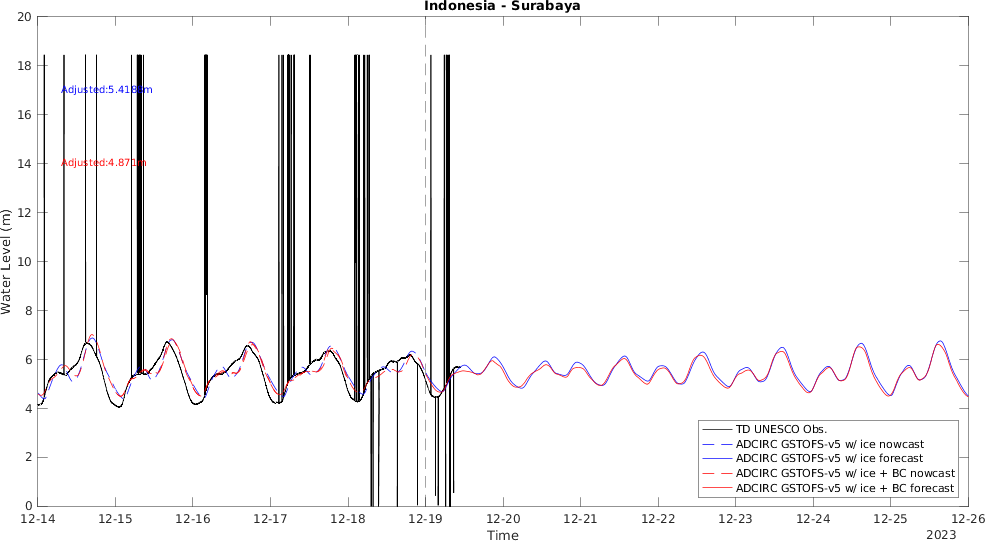 Indonesia - Surabaya
20
18
16
14
12
10
8
6
4
2
0
Water Level (m)
Adjusted:5.418m
Adjusted:4.871m
TD UNESCO Obs.
ADCIRC GSTOFS-v5 w/ ice nowcast
ADCIRC GSTOFS-v5 w/ ice forecast
ADCIRC GSTOFS-v5 w/ ice + BC nowcast
ADCIRC GSTOFS-v5 w/ ice + BC forecast
12-14 12-15 12-16 12-17 12-18 12-19 12-20 12-21 12-22 12-23 12-24 12-25 12-26
Time
2023